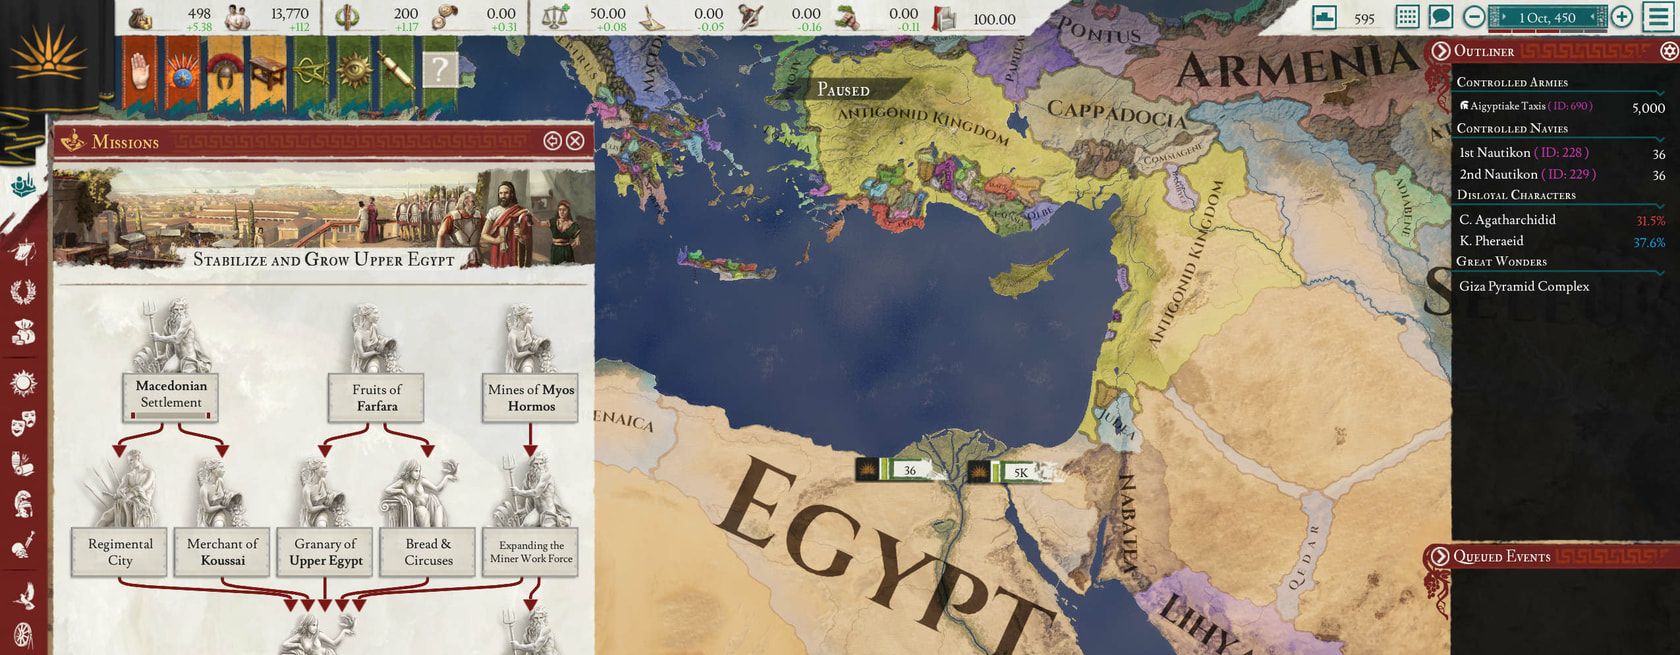 498
+5.38
13,770
+112
200
+1.17
0.00
+0.31
50.00
+0.08
0.00
-0.05
0.00
-0.16
0.00
-0.11
100.00
595
1 Oct, 450
?
Paused
Missions
Stabilize and Grow Upper Egypt
Macedonian
Settlement
Fruits of
Farfara
Mines of Myos
Hormos
Regimental
City
Merchant of
Koussai
Granary of
Upper Egypt
Bread &
Circuses
Expanding the
Miner Work Force
PONTUS
ARMENIA
CAPPADOCIA
ANTIGONID KINGDOM
COMMAGENE
ADIABENE
ANTIGONID KINGDOM
OLBE
JUDEA
ENAICA
EGYPT
NABATEA
QEDAR
LIHY
36
5K
Outliner
Controlled Armies
Aigyptiake Taxis ( ID: 690 )
5,000
Controlled Navies
1st Nautikon ( ID: 228 )
36
2nd Nautikon ( ID: 229 )
36
Disloyal Characters
C. Agatharchidid
31.5%
K. Pheraeid
37.6%
Great Wonders
Giza Pyramid Complex
Queued Events